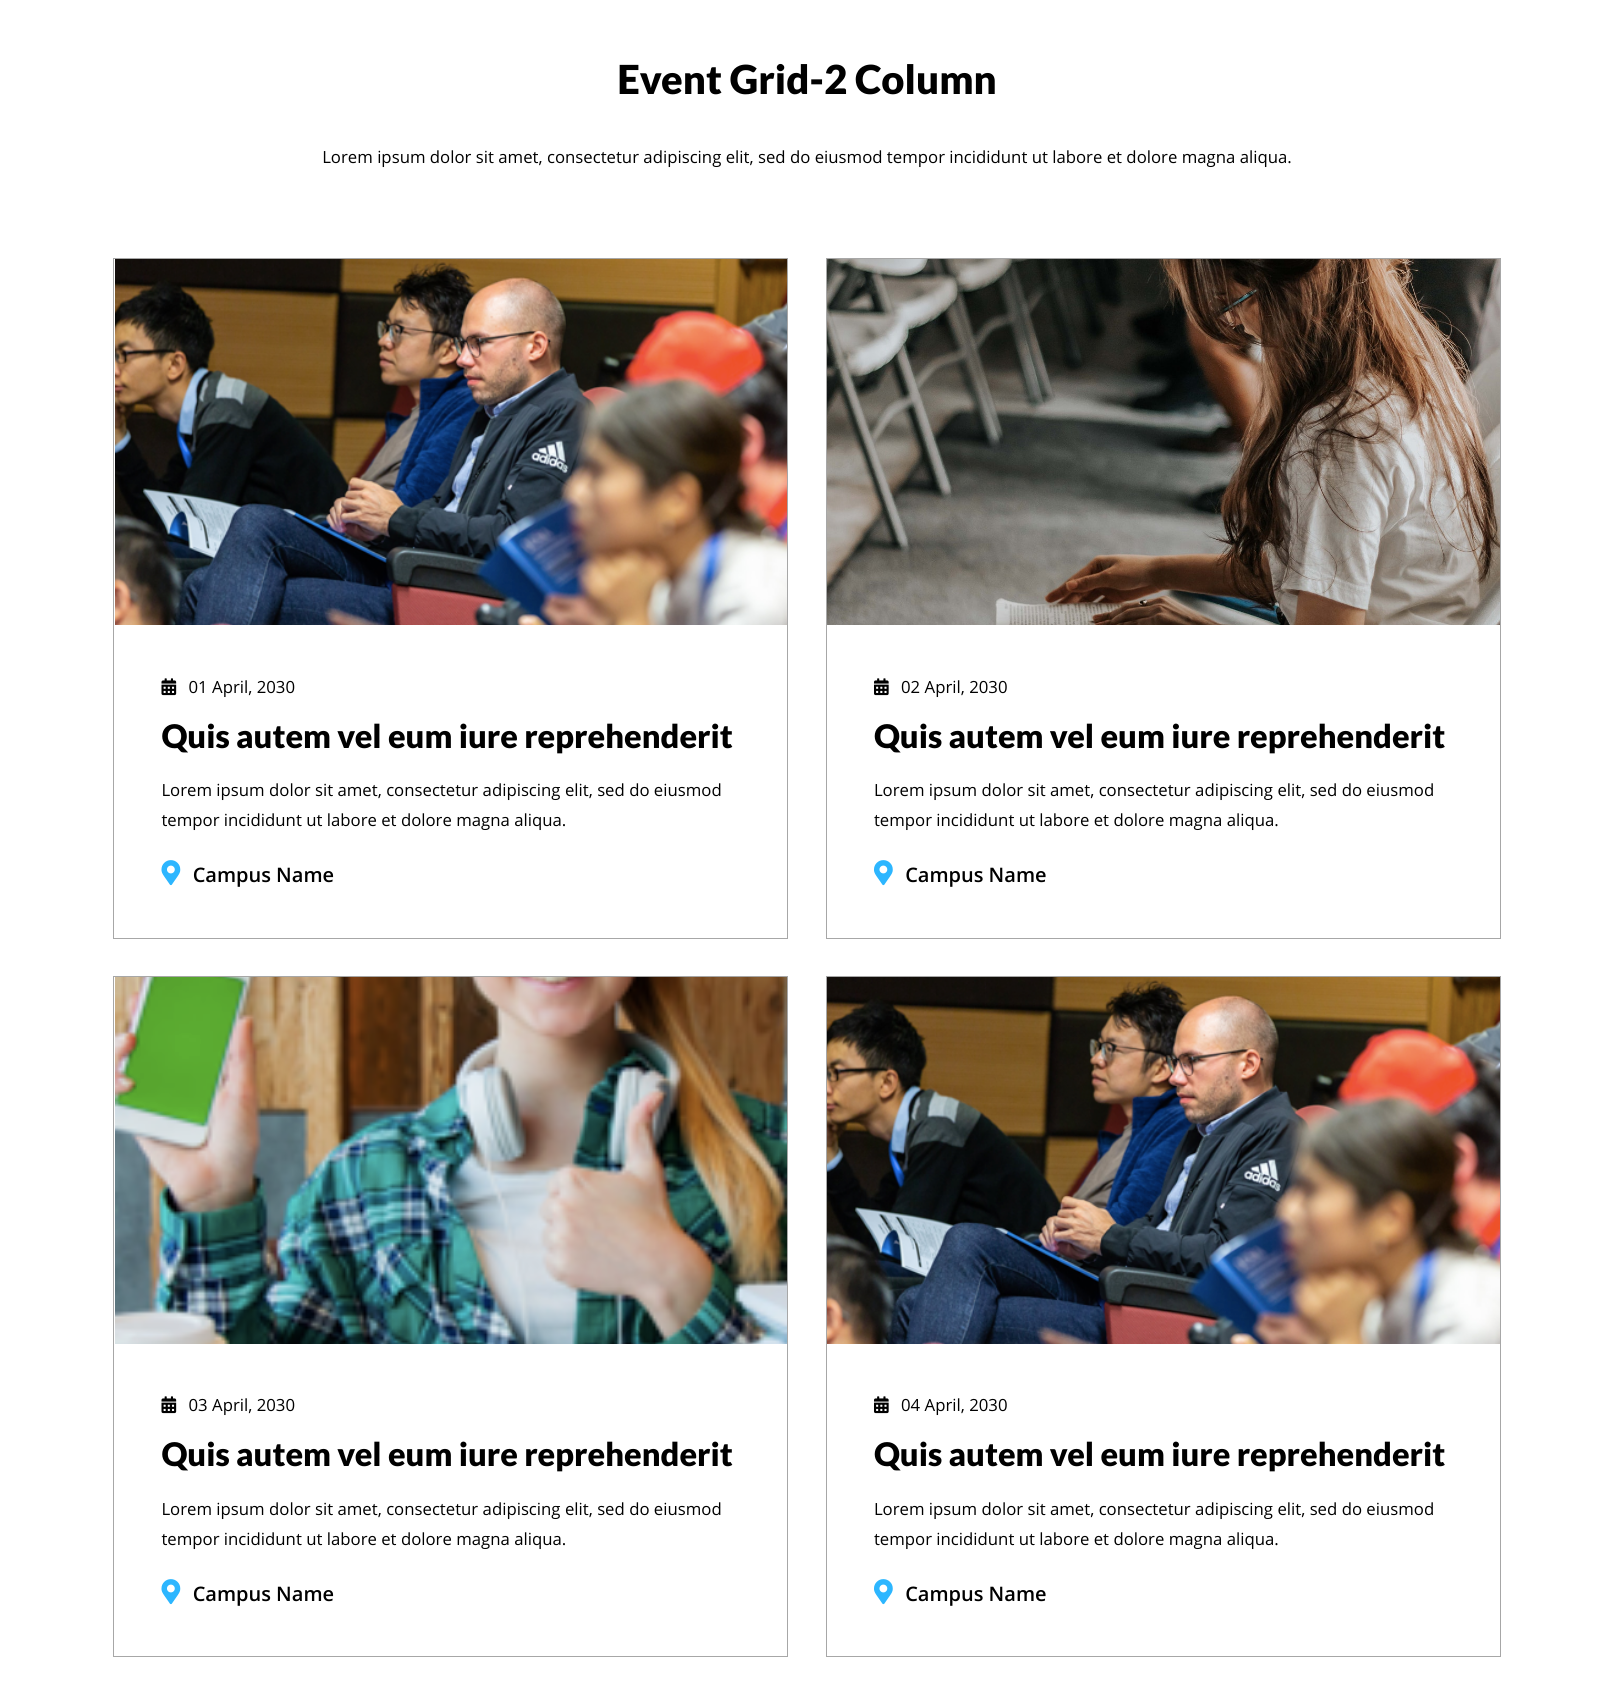 Event Grid-2 Column
Lorem ipsum dolor sit amet, consectetur adipiscing elit, sed do eiusmod tempor incididunt ut labore et dolore magna aliqua.
adidas
01 April, 2030
Quis autem vel eum iure reprehenderit
Lorem ipsum dolor sit amet, consectetur adipiscing elit, sed do eiusmod
tempor incididunt ut labore et dolore magna aliqua.
Campus Name
02 April, 2030
Quis autem vel eum iure reprehenderit
Lorem ipsum dolor sit amet, consectetur adipiscing elit, sed do eiusmod
tempor incididunt ut labore et dolore magna aliqua.
Campus Name
03 April, 2030
Quis autem vel eum iure reprehenderit
Lorem ipsum dolor sit amet, consectetur adipiscing elit, sed do eiusmod
tempor incididunt ut labore et dolore magna aliqua.
Campus Name
adidas
04 April, 2030
Quis autem vel eum iure reprehenderit
Lorem ipsum dolor sit amet, consectetur adipiscing elit, sed do eiusmod
tempor incididunt ut labore et dolore magna aliqua.
Campus Name